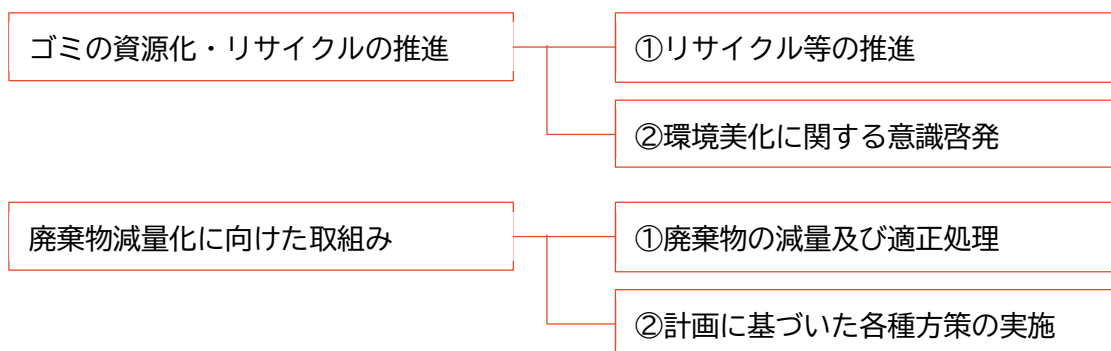 ゴミの資源化・リサイクルの推進
①リサイクル等の推進
②環境美化に関する意識啓発
廃棄物減量化に向けた取組み
①廃棄物の減量及び適正処理
②計画に基づいた各種方策の実施